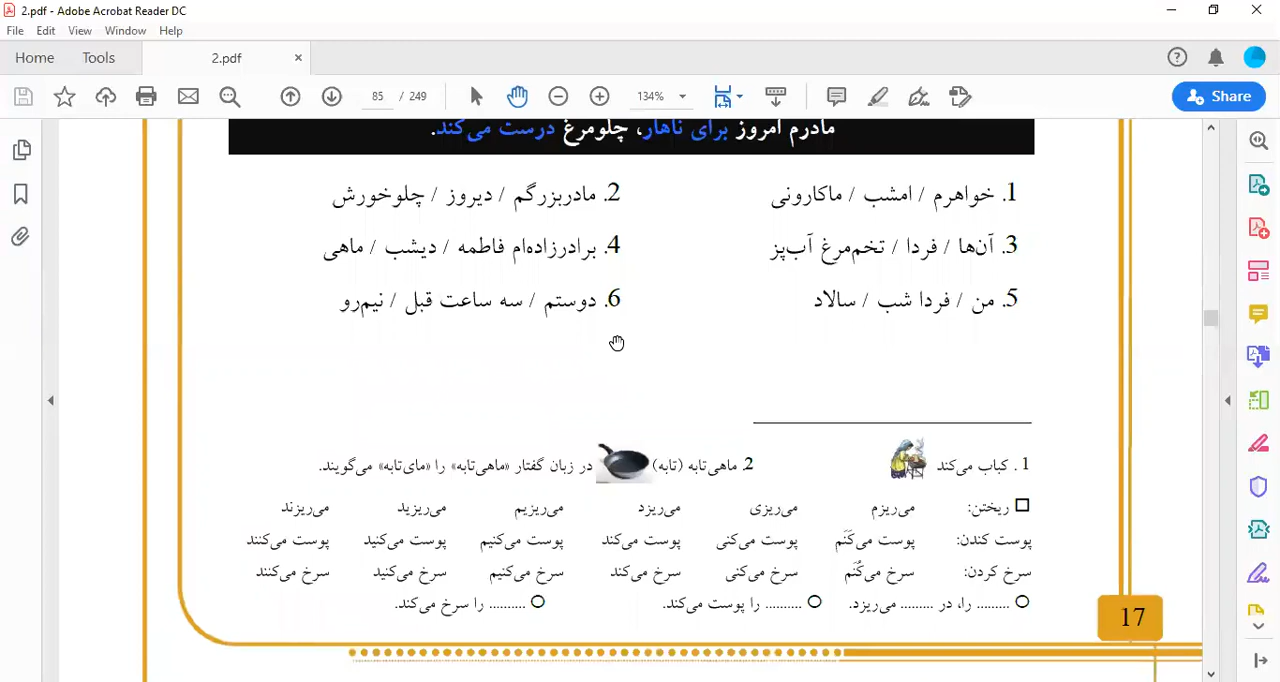 2.pdf - Adobe Acrobat Reader DC
File Edit View Window Help
Home Tools 2.pdf ×
85 / 249 134% Share
مادرم امروز برای ناهار، چلومرغ درست می‌کند.
1. خواهرم / امشب / ماکارونی
2. مادربزرگم / دیروز / چلوخورش
3. آن‌ها / فردا / تخم‌مرغ آب‌پز
4. برادرزاده‌ام فاطمه / دیشب / ماهی
5. من / فردا شب / سالاد
6. دوستم / سه ساعت قبل / نیم‌رو
1 . کباب می‌کند 2. ماهی‌تابه (تابه) در زبان گفتار «ماهی‌تابه» را «مای‌تابه» می‌گویند.
ریختن: می‌ریزم می‌ریزی می‌ریزد می‌ریزیم می‌ریزید می‌ریزند
پوست کندن: پوست می‌کَنَم پوست می‌کنی پوست می‌کند پوست می‌کنیم پوست می‌کنید پوست می‌کنند
سرخ کردن: سرخ می‌کُنَم سرخ می‌کنی سرخ می‌کند سرخ می‌کنیم سرخ می‌کنید سرخ می‌کنند
......... را، در ......... می‌ریزد. ......... را پوست می‌کند. ......... را سرخ می‌کند.
17